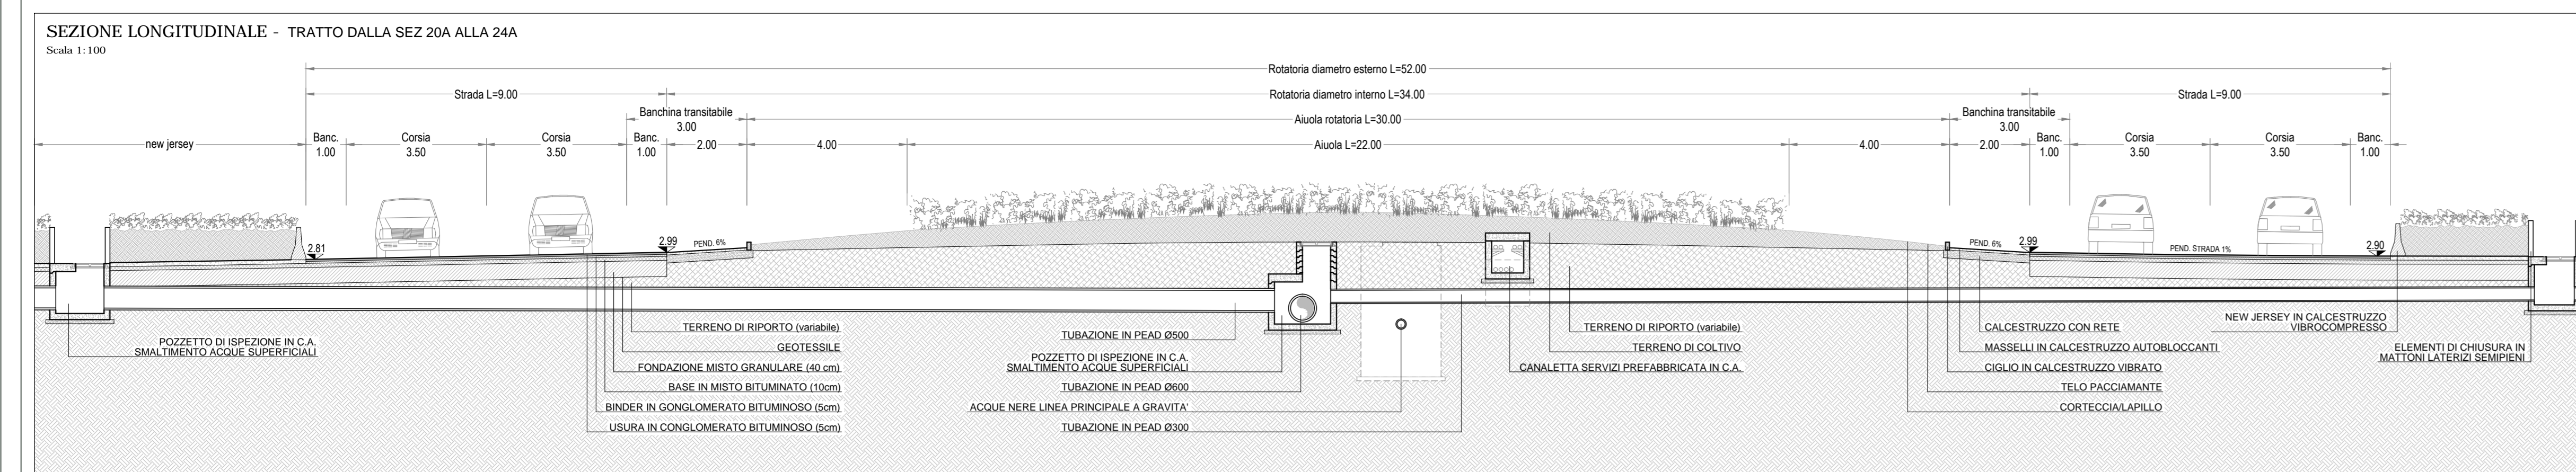 SEZIONE LONGITUDINALE - TRATTO DALLA SEZ 20A ALLA 24A
Scala 1:100
Rotatoria diametro esterno L=52.00
Strada L=9.00
Rotatoria diametro interno L=34.00
Strada L=9.00
Banchina transitabile
3.00
Aiuola rotatoria L=30.00
Banchina transitabile
3.00
new jersey
Banc.
1.00
Corsia
3.50
Corsia
3.50
Banc.
1.00
2.00
4.00
Aiuola L=22.00
4.00
2.00
Banc.
1.00
Corsia
3.50
Corsia
3.50
Banc.
1.00
2.81
2.99
PEND. 6%
PEND. 6%
2.99
PEND. STRADA 1%
2.90
POZZETTO DI ISPEZIONE IN C.A.
SMALTIMENTO ACQUE SUPERFICIALI
TERRENO DI RIPORTO (variabile)
GEOTESSILE
FONDAZIONE MISTO GRANULARE (40 cm)
BASE IN MISTO BITUMINATO (10cm)
BINDER IN GONGLOMERATO BITUMINOSO (5cm)
USURA IN CONGLOMERATO BITUMINOSO (5cm)
TUBAZIONE IN PEAD Ø500
POZZETTO DI ISPEZIONE IN C.A.
SMALTIMENTO ACQUE SUPERFICIALI
TUBAZIONE IN PEAD Ø600
ACQUE NERE LINEA PRINCIPALE A GRAVITA'
TUBAZIONE IN PEAD Ø300
TERRENO DI RIPORTO (variabile)
TERRENO DI COLTIVO
CANALETTA SERVIZI PREFABBRICATA IN C.A.
CALCESTRUZZO CON RETE
MASSELLI IN CALCESTRUZZO AUTOBLOCCANTI
CIGLIO IN CALCESTRUZZO VIBRATO
TELO PACCIAMANTE
CORTECCIA/LAPILLO
NEW JERSEY IN CALCESTRUZZO
VIBROCOMPRESSO
ELEMENTI DI CHIUSURA IN
MATTONI LATERIZI SEMIPIENI